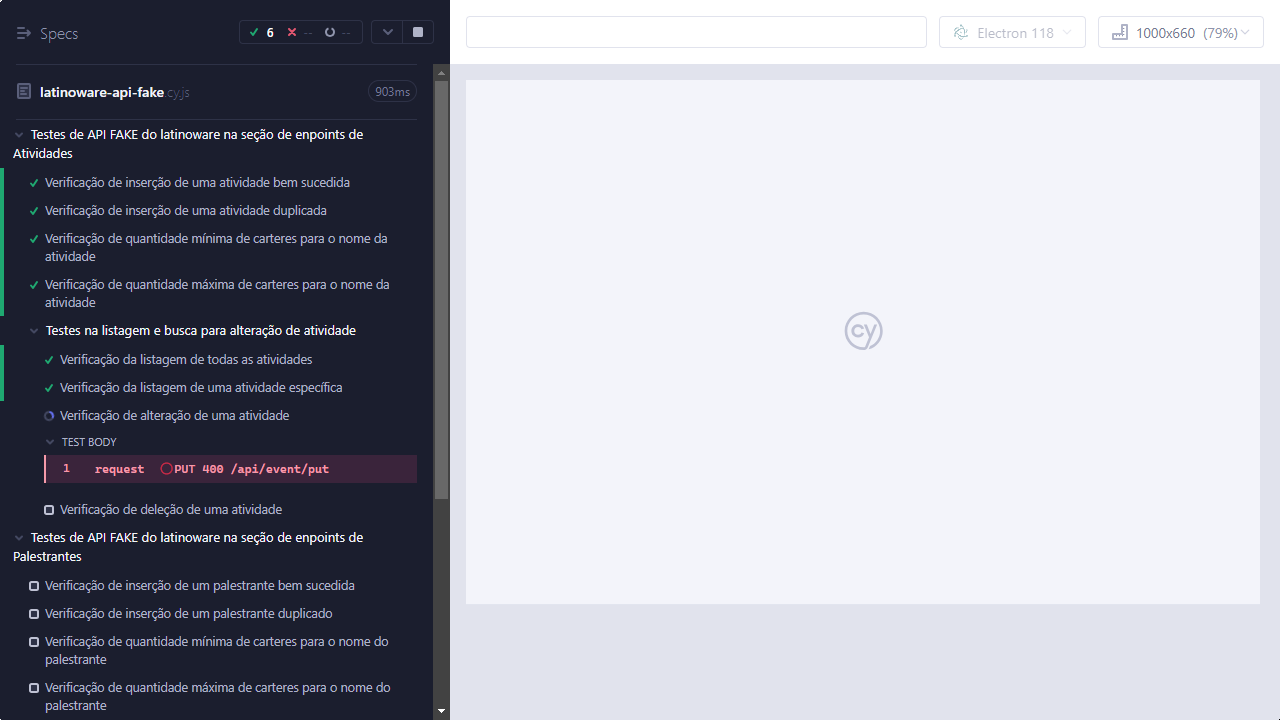 Specs
6 -- --
Electron 118
1000x660 (79%)
latinoware-api-fake.cy.js
903ms
Testes de API FAKE do latinoware na seção de enpoints de
Atividades
Verificação de inserção de uma atividade bem sucedida
Verificação de inserção de uma atividade duplicada
Verificação de quantidade mínima de carteres para o nome da
atividade
Verificação de quantidade máxima de carteres para o nome da
atividade
Testes na listagem e busca para alteração de atividade
Verificação da listagem de todas as atividades
Verificação da listagem de uma atividade específica
Verificação de alteração de uma atividade
TEST BODY
1 request PUT 400 /api/event/put
Verificação de deleção de uma atividade
Testes de API FAKE do latinoware na seção de enpoints de
Palestrantes
Verificação de inserção de um palestrante bem sucedida
Verificação de inserção de um palestrante duplicado
Verificação de quantidade mínima de carteres para o nome do
palestrante
Verificação de quantidade máxima de carteres para o nome do
palestrante
cy